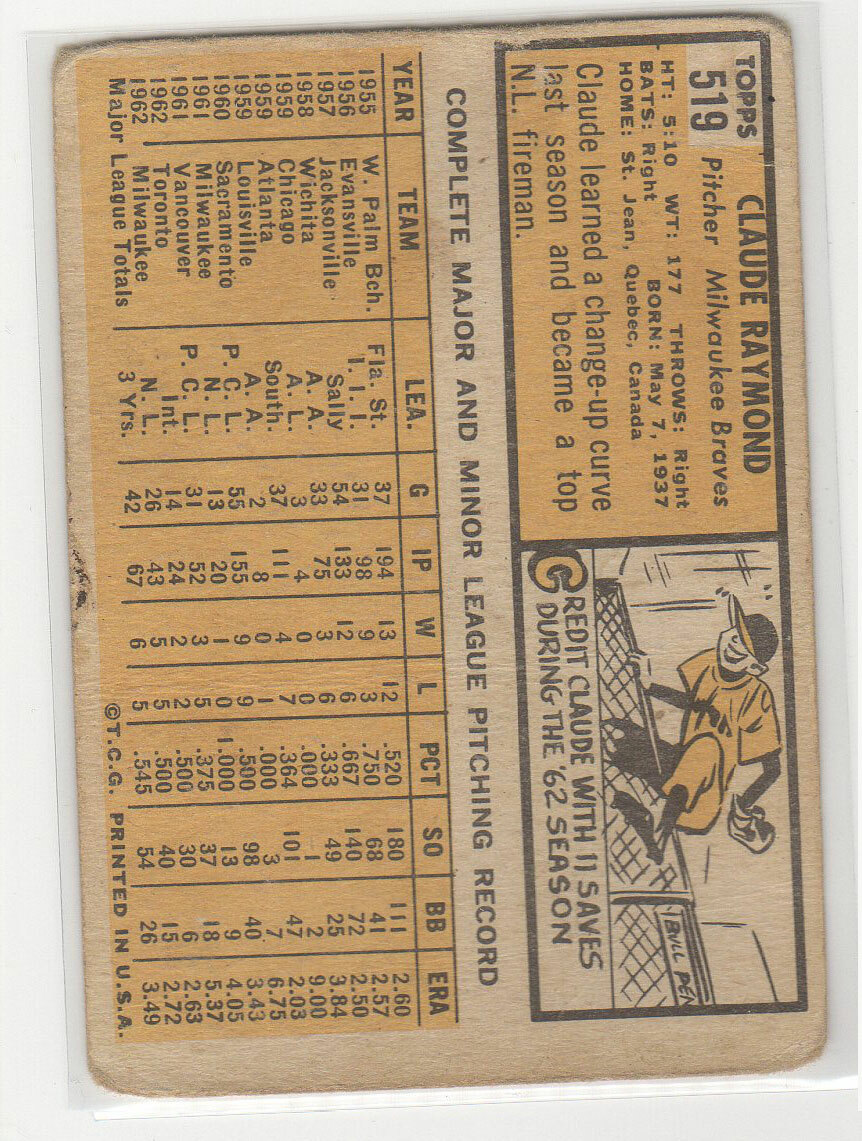 TOPPS
519
CLAUDE RAYMOND
Pitcher Milwaukee Braves
HT: 5:10 WT: 177 THROWS: Right
BATS: Right BORN: May 7, 1937
HOME: St. Jean, Quebec, Canada
Claude learned a change-up curve
last season and became a top
N.L. fireman.
BULL PEN
CREDIT CLAUDE WITH 11 SAVES
DURING THE '62 SEASON
COMPLETE MAJOR AND MINOR LEAGUE PITCHING RECORD
YEAR TEAM LEA. G IP W L PCT SO BB ERA
1955 W. Palm Bch. Fla. St. 37 194 13 12 .520 180 111 2.60
1956 Evansville I. I. I. 31 98 9 3 .750 68 41 2.57
1957 Jacksonville Sally 54 133 12 6 .667 140 72 2.50
1958 Wichita A. A. 33 75 3 6 .333 49 25 3.84
1959 Chicago A. L. 3 4 0 0 .000 1 2 9.00
1959 Atlanta South. 37 111 4 7 .364 101 47 2.03
1959 Louisville A. A. 2 8 0 1 .000 3 7 6.75
1960 Sacramento P. C. L. 55 155 9 9 .500 98 40 3.43
1961 Milwaukee N. L. 13 20 1 0 1.000 13 9 4.05
1961 Vancouver P. C. L. 31 52 3 5 .375 37 18 5.37
1962 Toronto Int. 14 24 2 2 .500 30 6 2.63
1962 Milwaukee N. L. 26 43 5 5 .500 40 15 2.72
Major League Totals 3 Yrs. 42 67 6 5 .545 54 26 3.49
©T.C.G. PRINTED IN U.S.A.